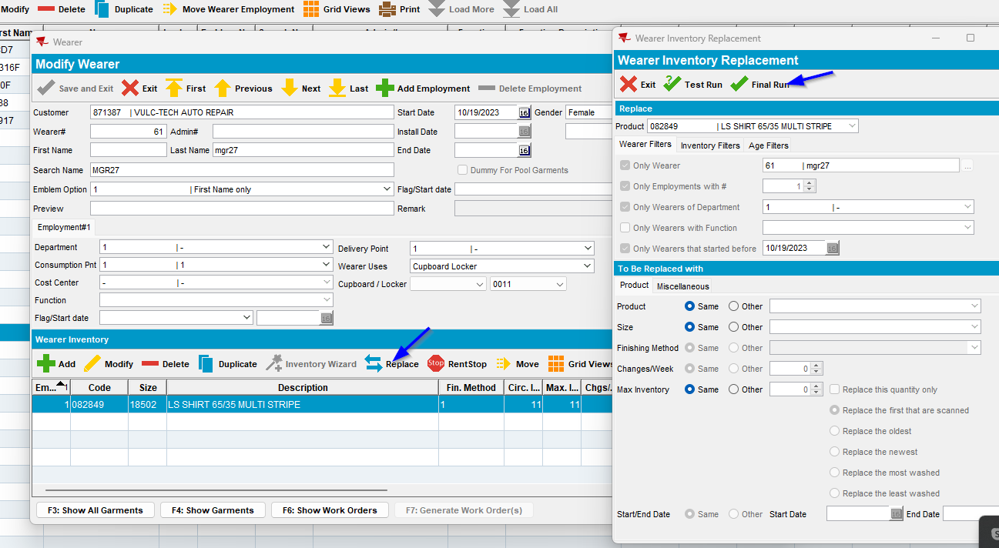 Modify Delete Duplicate Move Wearer Employment Grid Views Print Load More Load All
D7
316F
0F
38
917
Wearer
Modify Wearer
Save and Exit Exit First Previous Next Last Add Employment Delete Employment
Customer 871387 | VULC-TECH AUTO REPAIR Start Date 10/19/2023 16 Gender Female
Wearer# 61 Admin# Install Date 16
First Name Last Name mgr27 End Date 16
Search Name MGR27 Dummy For Pool Garments
Emblem Option 1 | First Name only Flag/Start date
Preview Remark
Employment#1
Department 1 | - Delivery Point 1 | -
Consumption Pnt 1 | 1 Wearer Uses Cupboard Locker
Cost Center - | - Cupboard / Locker 0011
Function
Flag/Start date 16
Wearer Inventory
Add Modify Delete Duplicate Inventory Wizard Replace Stop RentStop Move Grid Views
Em... 1 Code Size Description Fin. Method Circ. I... Max. I... Chgs/.
1 082849 18502 LS SHIRT 65/35 MULTI STRIPE 1 11 11
F3: Show All Garments F4: Show Garments F6: Show Work Orders F7: Generate Work Order(s)
Wearer Inventory Replacement
Wearer Inventory Replacement
Exit Test Run Final Run
Replace
Product 082849 | LS SHIRT 65/35 MULTI STRIPE
Wearer Filters Inventory Filters Age Filters
Only Wearer 61 | mgr27 ...
Only Employments with # 1
Only Wearers of Department 1 | -
Only Wearers with Function
Only Wearers that started before 10/19/2023 16
To Be Replaced with
Product Miscellaneous
Product Same Other
Size Same Other
Finishing Method Same Other
Changes/Week Same Other 0
Max Inventory Same Other 0 Replace this quantity only
Replace the first that are scanned
Replace the oldest
Replace the newest
Replace the most washed
Replace the least washed
Start/End Date Same Other Start Date 16 End Date